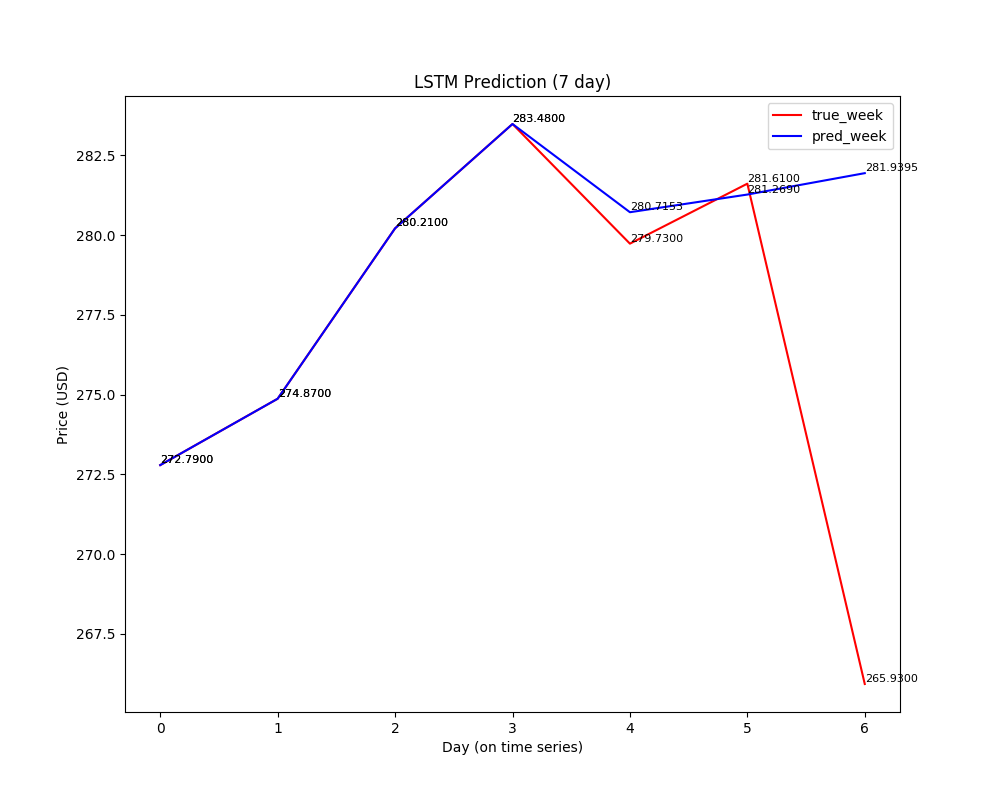 LSTM Prediction (7 day)
true_week
pred_week
Price (USD)
282.5
280.0
277.5
275.0
272.5
270.0
267.5
272.7900
274.8700
280.2100
283.4800
280.7153
279.7300
281.6100
281.2690
281.9395
265.9300
0 1 2 3 4 5 6
Day (on time series)